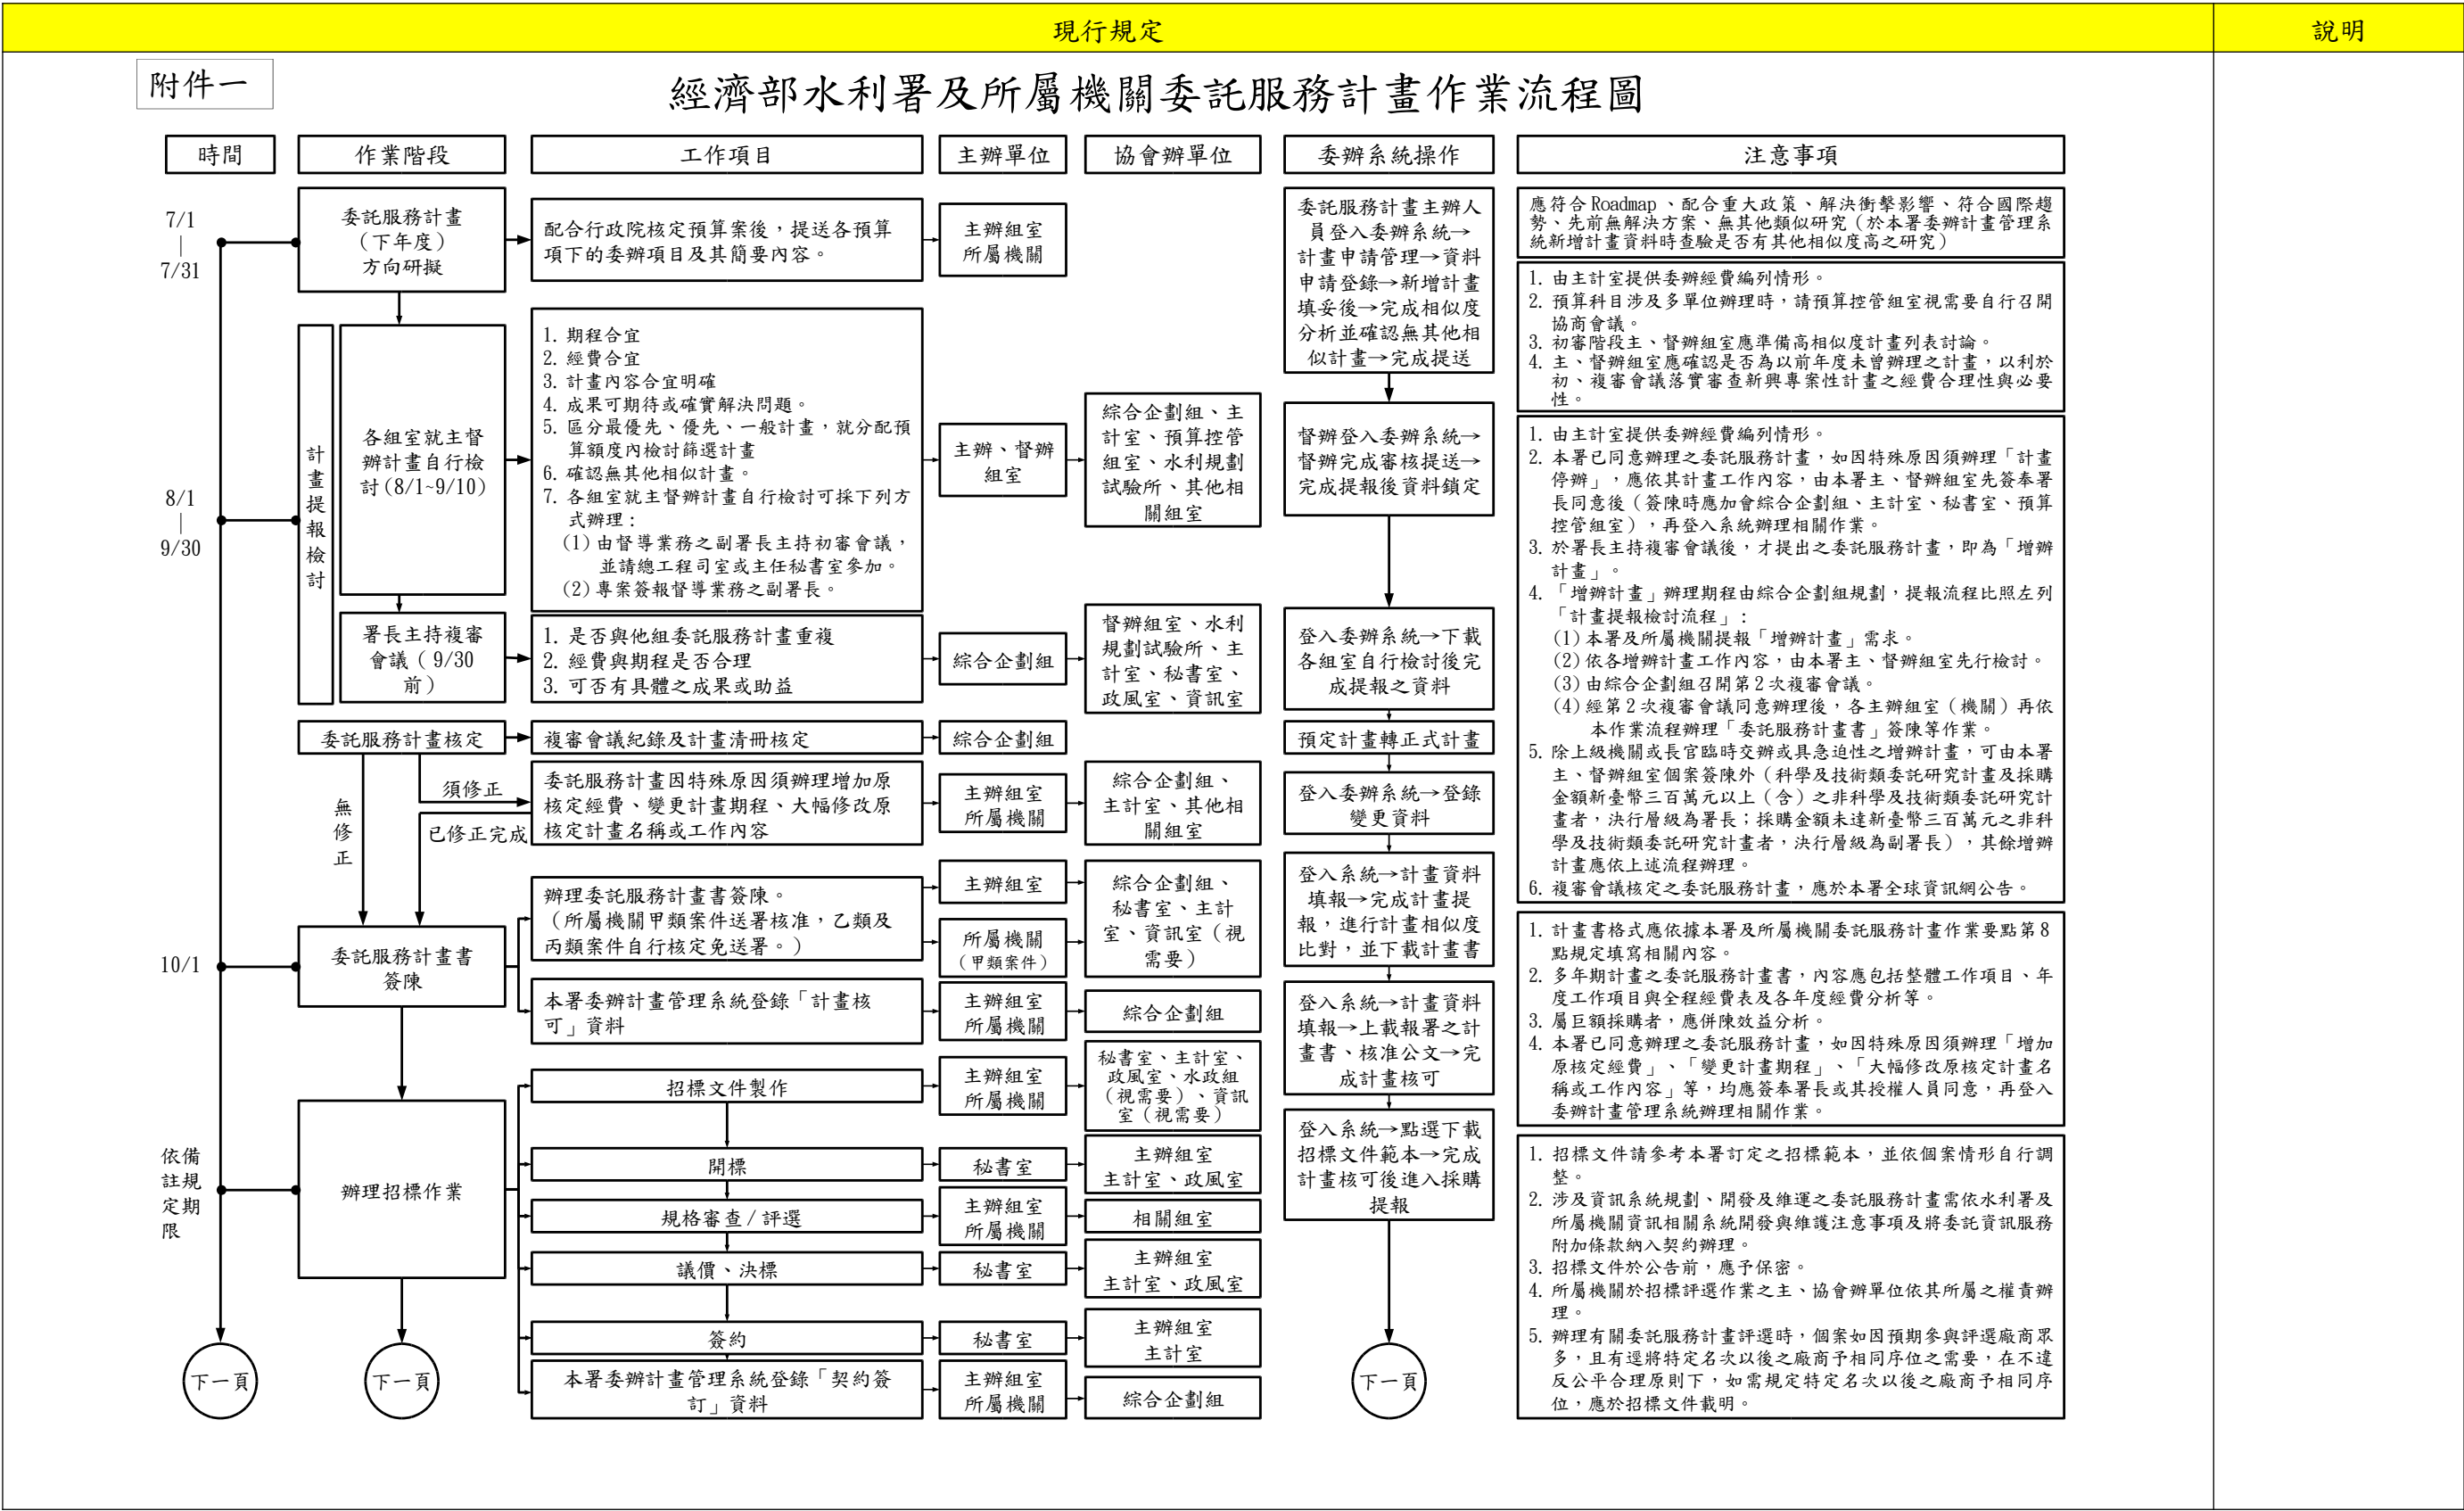 現行規定
說明
附件一
經濟部水利署及所屬機關委託服務計畫作業流程圖
時間
作業階段
工作項目
主辦單位
協會辦單位
委辦系統操作
注意事項
7/1
|
7/31
委託服務計畫
（下年度）
方向研擬
配合行政院核定預算案後，提送各預算
項下的委辦項目及其簡要內容。
主辦組室
所屬機關
委託服務計畫主辦人
員登入委辦系統→
計畫申請管理→資料
申請登錄→新增計畫
填妥後→完成相似度
分析並確認無其他相
似計畫→完成提送
應符合Roadmap、配合重大政策、解決衝擊影響、符合國際趨
勢、先前無解決方案、無其他類似研究（於本署委辦計畫管理系
統新增計畫資料時查驗是否有其他相似度高之研究）
1. 由主計室提供委辦經費編列情形。
2. 預算科目涉及多單位辦理時，請預算控管組室視需要自行召開
協商會議。
3. 初審階段主、督辦組室應準備高相似度計畫列表討論。
4. 主、督辦組室應確認是否為以前年度未曾辦理之計畫，以利於
初、複審會議落實審查新興專案性計畫之經費合理性與必要
性。
8/1
|
9/30
計
畫
提
報
檢
討
各組室就主督
辦計畫自行檢
討(8/1~9/10)
1. 期程合宜
2. 經費合宜
3. 計畫內容合宜明確
4. 成果可期待或確實解決問題。
5. 區分最優先、優先、一般計畫，就分配預
算額度內檢討篩選計畫
6. 確認無其他相似計畫。
7. 各組室就主督辦計畫自行檢討可採下列方
式辦理：
(1)由督導業務之副署長主持初審會議，
並請總工程司室或主任秘書室參加。
(2)專案簽報督導業務之副署長。
主辦、督辦
組室
綜合企劃組、主
計室、預算控管
組室、水利規劃
試驗所、其他相
關組室
督辦登入委辦系統→
督辦完成審核提送→
完成提報後資料鎖定
1. 由主計室提供委辦經費編列情形。
2. 本署已同意辦理之委託服務計畫，如因特殊原因須辦理「計畫
停辦」，應依其計畫工作內容，由本署主、督辦組室先簽奉署
長同意後（簽陳時應加會綜合企劃組、主計室、秘書室、預算
控管組室），再登入系統辦理相關作業。
3. 於署長主持複審會議後，才提出之委託服務計畫，即為「增辦
計畫」。
4. 「增辦計畫」辦理期程由綜合企劃組規劃，提報流程比照左列
「計畫提報檢討流程」：
(1)本署及所屬機關提報「增辦計畫」需求。
(2)依各增辦計畫工作內容，由本署主、督辦組室先行檢討。
(3)由綜合企劃組召開第2次複審會議。
(4)經第2次複審會議同意辦理後，各主辦組室（機關）再依
本作業流程辦理「委託服務計畫書」簽陳等作業。
5. 除上級機關或長官臨時交辦或具急迫性之增辦計畫，可由本署
主、督辦組室個案簽陳外（科學及技術類委託研究計畫及採購
金額新臺幣三百萬元以上（含）之非科學及技術類委託研究計
畫者，決行層級為署長；採購金額未達新臺幣三百萬元之非科
學及技術類委託研究計畫者，決行層級為副署長），其餘增辦
計畫應依上述流程辦理。
6. 複審會議核定之委託服務計畫，應於本署全球資訊網公告。
署長主持複審
會議（9/30
前）
1. 是否與他組委託服務計畫重複
2. 經費與期程是否合理
3. 可否有具體之成果或助益
綜合企劃組
督辦組室、水利
規劃試驗所、主
計室、秘書室、
政風室、資訊室
登入委辦系統→下載
各組室自行檢討後完
成提報之資料
委託服務計畫核定
複審會議紀錄及計畫清冊核定
綜合企劃組
預定計畫轉正式計畫
無
修
正
須修正
已修正完成
委託服務計畫因特殊原因須辦理增加原
核定經費、變更計畫期程、大幅修改原
核定計畫名稱或工作內容
主辦組室
所屬機關
綜合企劃組、
主計室、其他相
關組室
登入委辦系統→登錄
變更資料
10/1
委託服務計畫書
簽陳
辦理委託服務計畫書簽陳。
（所屬機關甲類案件送署核准，乙類及
丙類案件自行核定免送署。）
主辦組室
所屬機關
（甲類案件）
綜合企劃組、
秘書室、主計
室、資訊室（視
需要）
登入系統→計畫資料
填報→完成計畫提
報，進行計畫相似度
比對，並下載計畫書
1. 計畫書格式應依據本署及所屬機關委託服務計畫作業要點第8
點規定填寫相關內容。
2. 多年期計畫之委託服務計畫書，內容應包括整體工作項目、年
度工作項目與全程經費表及各年度經費分析等。
3. 屬巨額採購者，應併陳效益分析。
4. 本署已同意辦理之委託服務計畫，如因特殊原因須辦理「增加
原核定經費」、「變更計畫期程」、「大幅修改原核定計畫名
稱或工作內容」等，均應簽奉署長或其授權人員同意，再登入
委辦計畫管理系統辦理相關作業。
本署委辦計畫管理系統登錄「計畫核
可」資料
主辦組室
所屬機關
綜合企劃組
登入系統→計畫資料
填報→上載報署之計
畫書、核准公文→完
成計畫核可
依備
註規
定期
限
辦理招標作業
招標文件製作
主辦組室
所屬機關
秘書室、主計室、
政風室、水政組
（視需要）、資訊
室（視需要）
登入系統→點選下載
招標文件範本→完成
計畫核可後進入採購
提報
1. 招標文件請參考本署訂定之招標範本，並依個案情形自行調
整。
2. 涉及資訊系統規劃、開發及維運之委託服務計畫需依水利署及
所屬機關資訊相關系統開發與維護注意事項及將委託資訊服務
附加條款納入契約辦理。
3. 招標文件於公告前，應予保密。
4. 所屬機關於招標評選作業之主、協會辦單位依其所屬之權責辦
理。
5. 辦理有關委託服務計畫評選時，個案如因預期參與評選廠商眾
多，且有逕將特定名次以後之廠商予相同序位之需要，在不違
反公平合理原則下，如需規定特定名次以後之廠商予相同序
位，應於招標文件載明。
開標
秘書室
主辦組室
主計室、政風室
規格審查/評選
主辦組室
所屬機關
相關組室
議價、決標
秘書室
主辦組室
主計室、政風室
簽約
秘書室
主辦組室
主計室
本署委辦計畫管理系統登錄「契約簽
訂」資料
主辦組室
所屬機關
綜合企劃組
下一頁
下一頁
下一頁